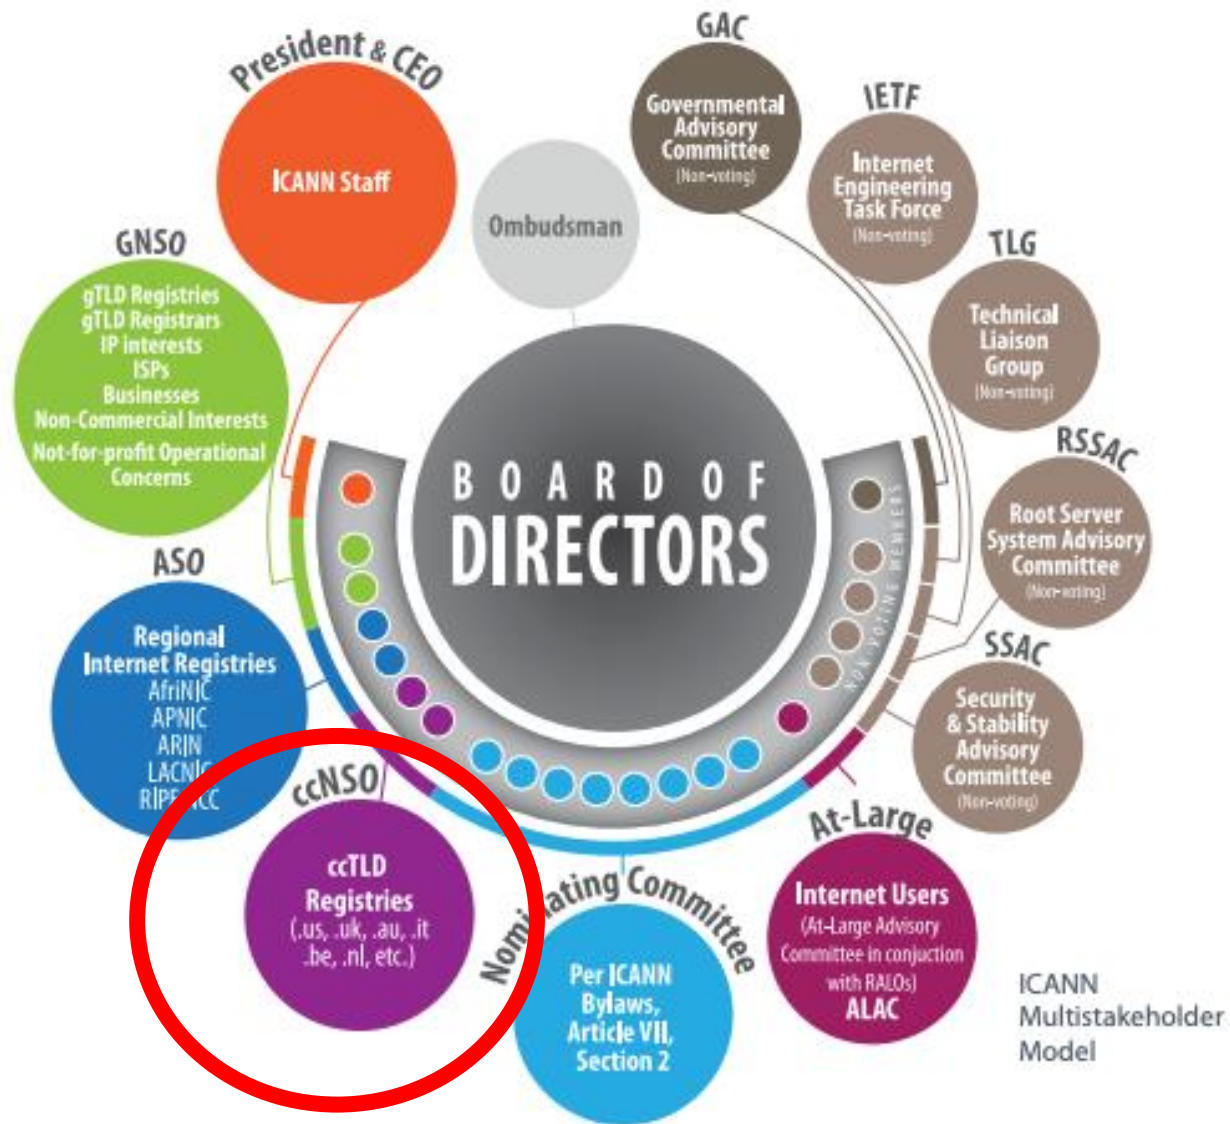 President & CEO
ICANN Staff
Ombudsman
GAC
Governmental
Advisory
Committee
(Non-voting)
IETF
Internet
Engineering
Task Force
(Non-voting)
TLG
Technical
Liaison
Group
(Non-voting)
RSSAC
Root Server
System Advisory
Committee
(Non-voting)
SSAC
Security
& Stability
Advisory
Committee
(Non-voting)
GNSO
gTLD Registries
gTLD Registrars
IP interests
ISPs
Businesses
Non-Commercial Interests
Not-for-profit Operational
Concerns
BOARD OF
DIRECTORS
NON VOTING MEMBERS
ASO
Regional
Internet Registries
AfriNIC
APNIC
ARIN
LACNIC
RIPE NCC
ccNSO
ccTLD
Registries
(.us, .uk, .au, .it
.be, .nl, etc.)
Nominating Committee
Per ICANN
Bylaws,
Article VII,
Section 2
At-Large
Internet Users
(At-Large Advisory
Committee in conjuction
with RALOs)
ALAC
ICANN
Multistakeholder
Model